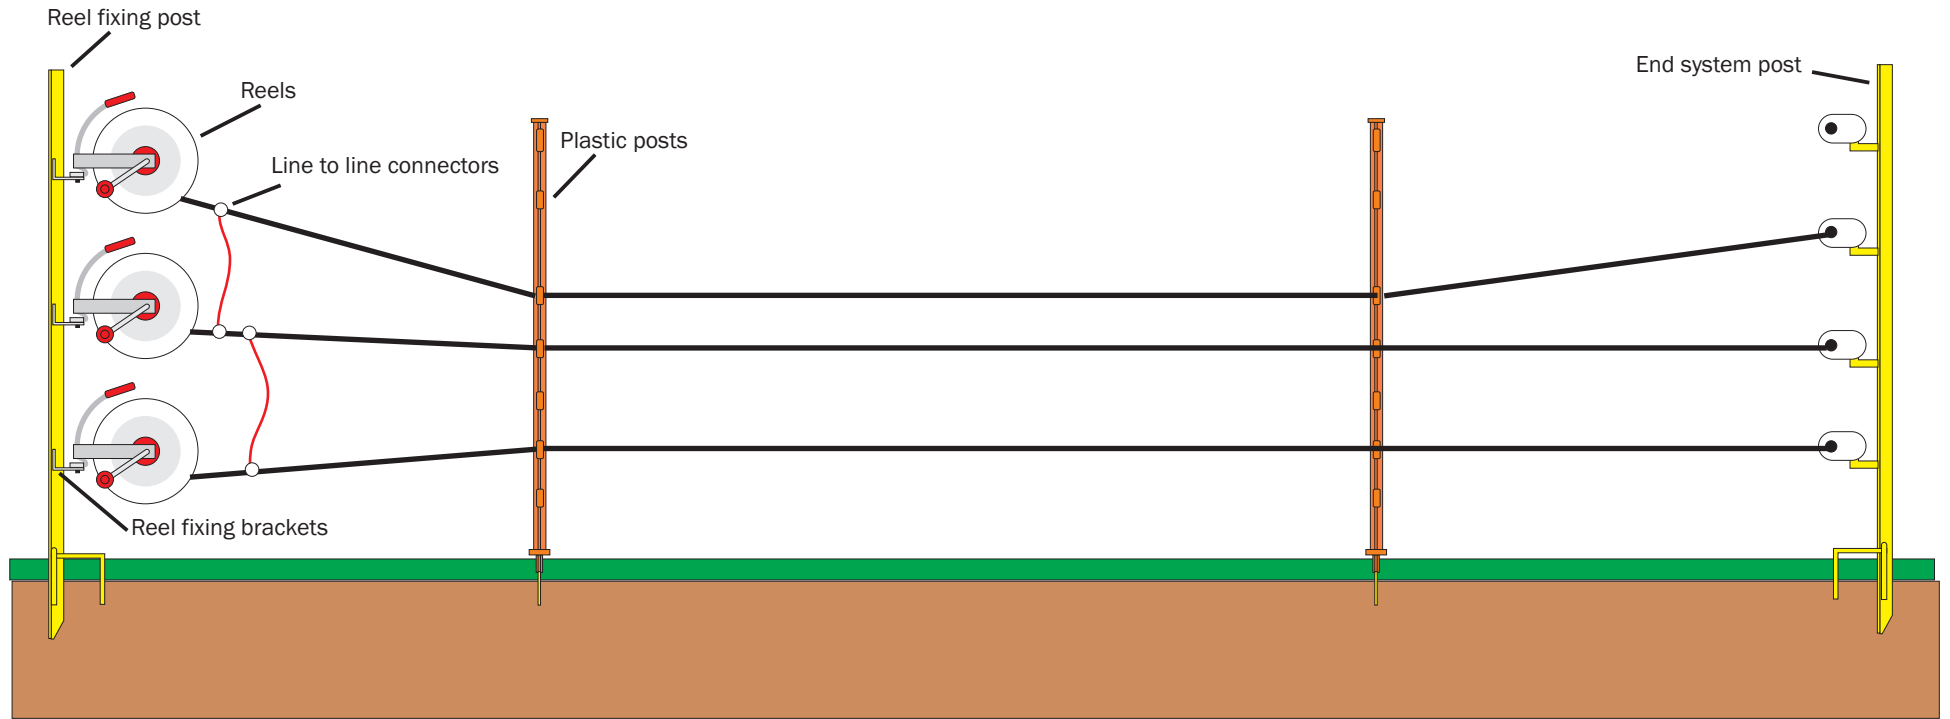 Reel fixing post
End system post
Reels
Plastic posts
Line to line connectors
Reel fixing brackets